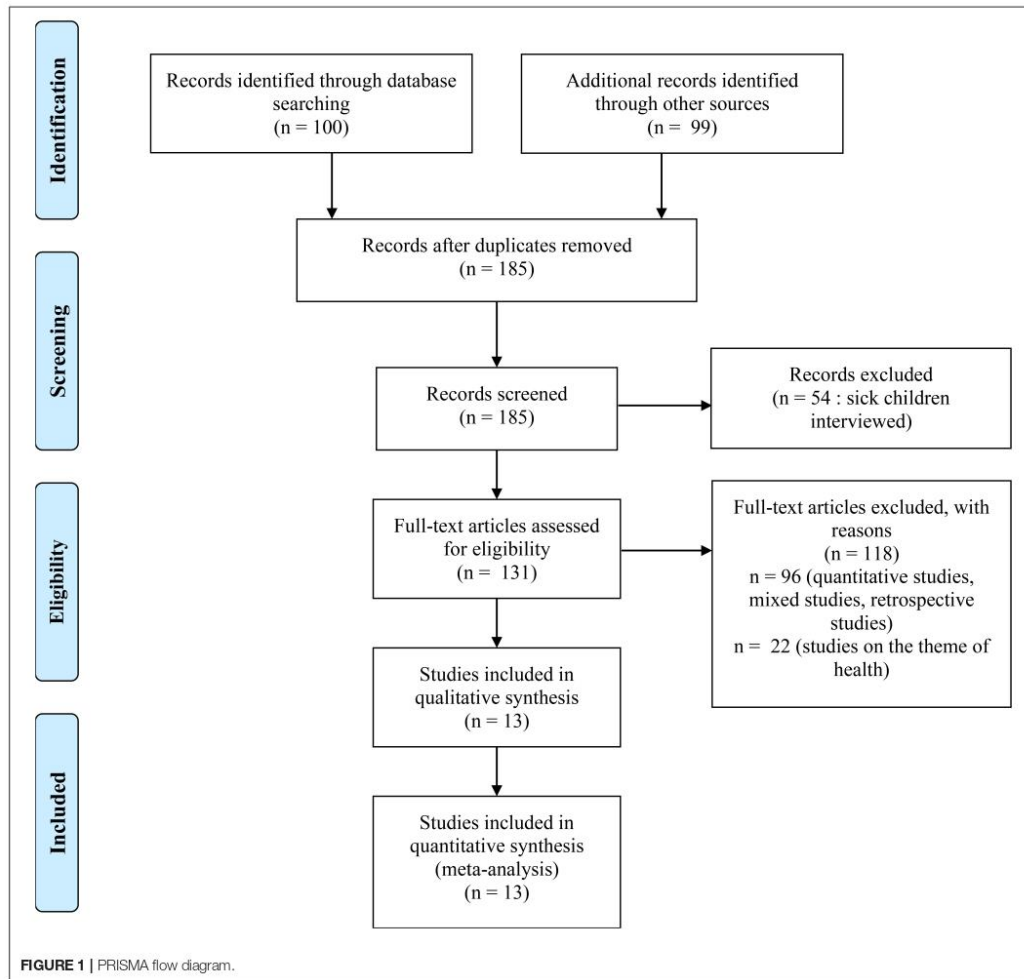 Identification
Records identified through database
searching
(n = 100)
Additional records identified
through other sources
(n = 99)
Records after duplicates removed
(n = 185)
Screening
Records screened
(n = 185)
Records excluded
(n = 54 : sick children
interviewed)
Eligibility
Full-text articles assessed
for eligibility
(n = 131)
Full-text articles excluded, with
reasons
(n = 118)
n = 96 (quantitative studies,
mixed studies, retrospective
studies)
n = 22 (studies on the theme of
health)
Studies included in
qualitative synthesis
(n = 13)
Included
Studies included in
quantitative synthesis
(meta-analysis)
(n = 13)
FIGURE 1 | PRISMA flow diagram.